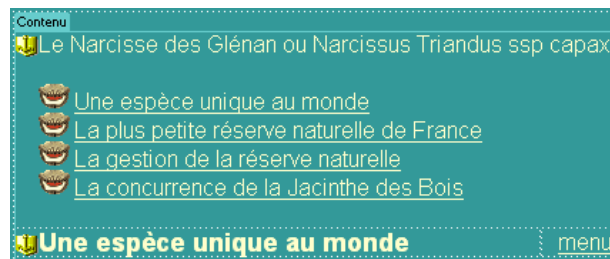 Contenu
Le Narcisse des Glénan ou Narcissus Triandus ssp capax
Une espèce unique au monde
La plus petite réserve naturelle de France
La gestion de la réserve naturelle
La concurrence de la Jacinthe des Bois
Une espèce unique au monde menu